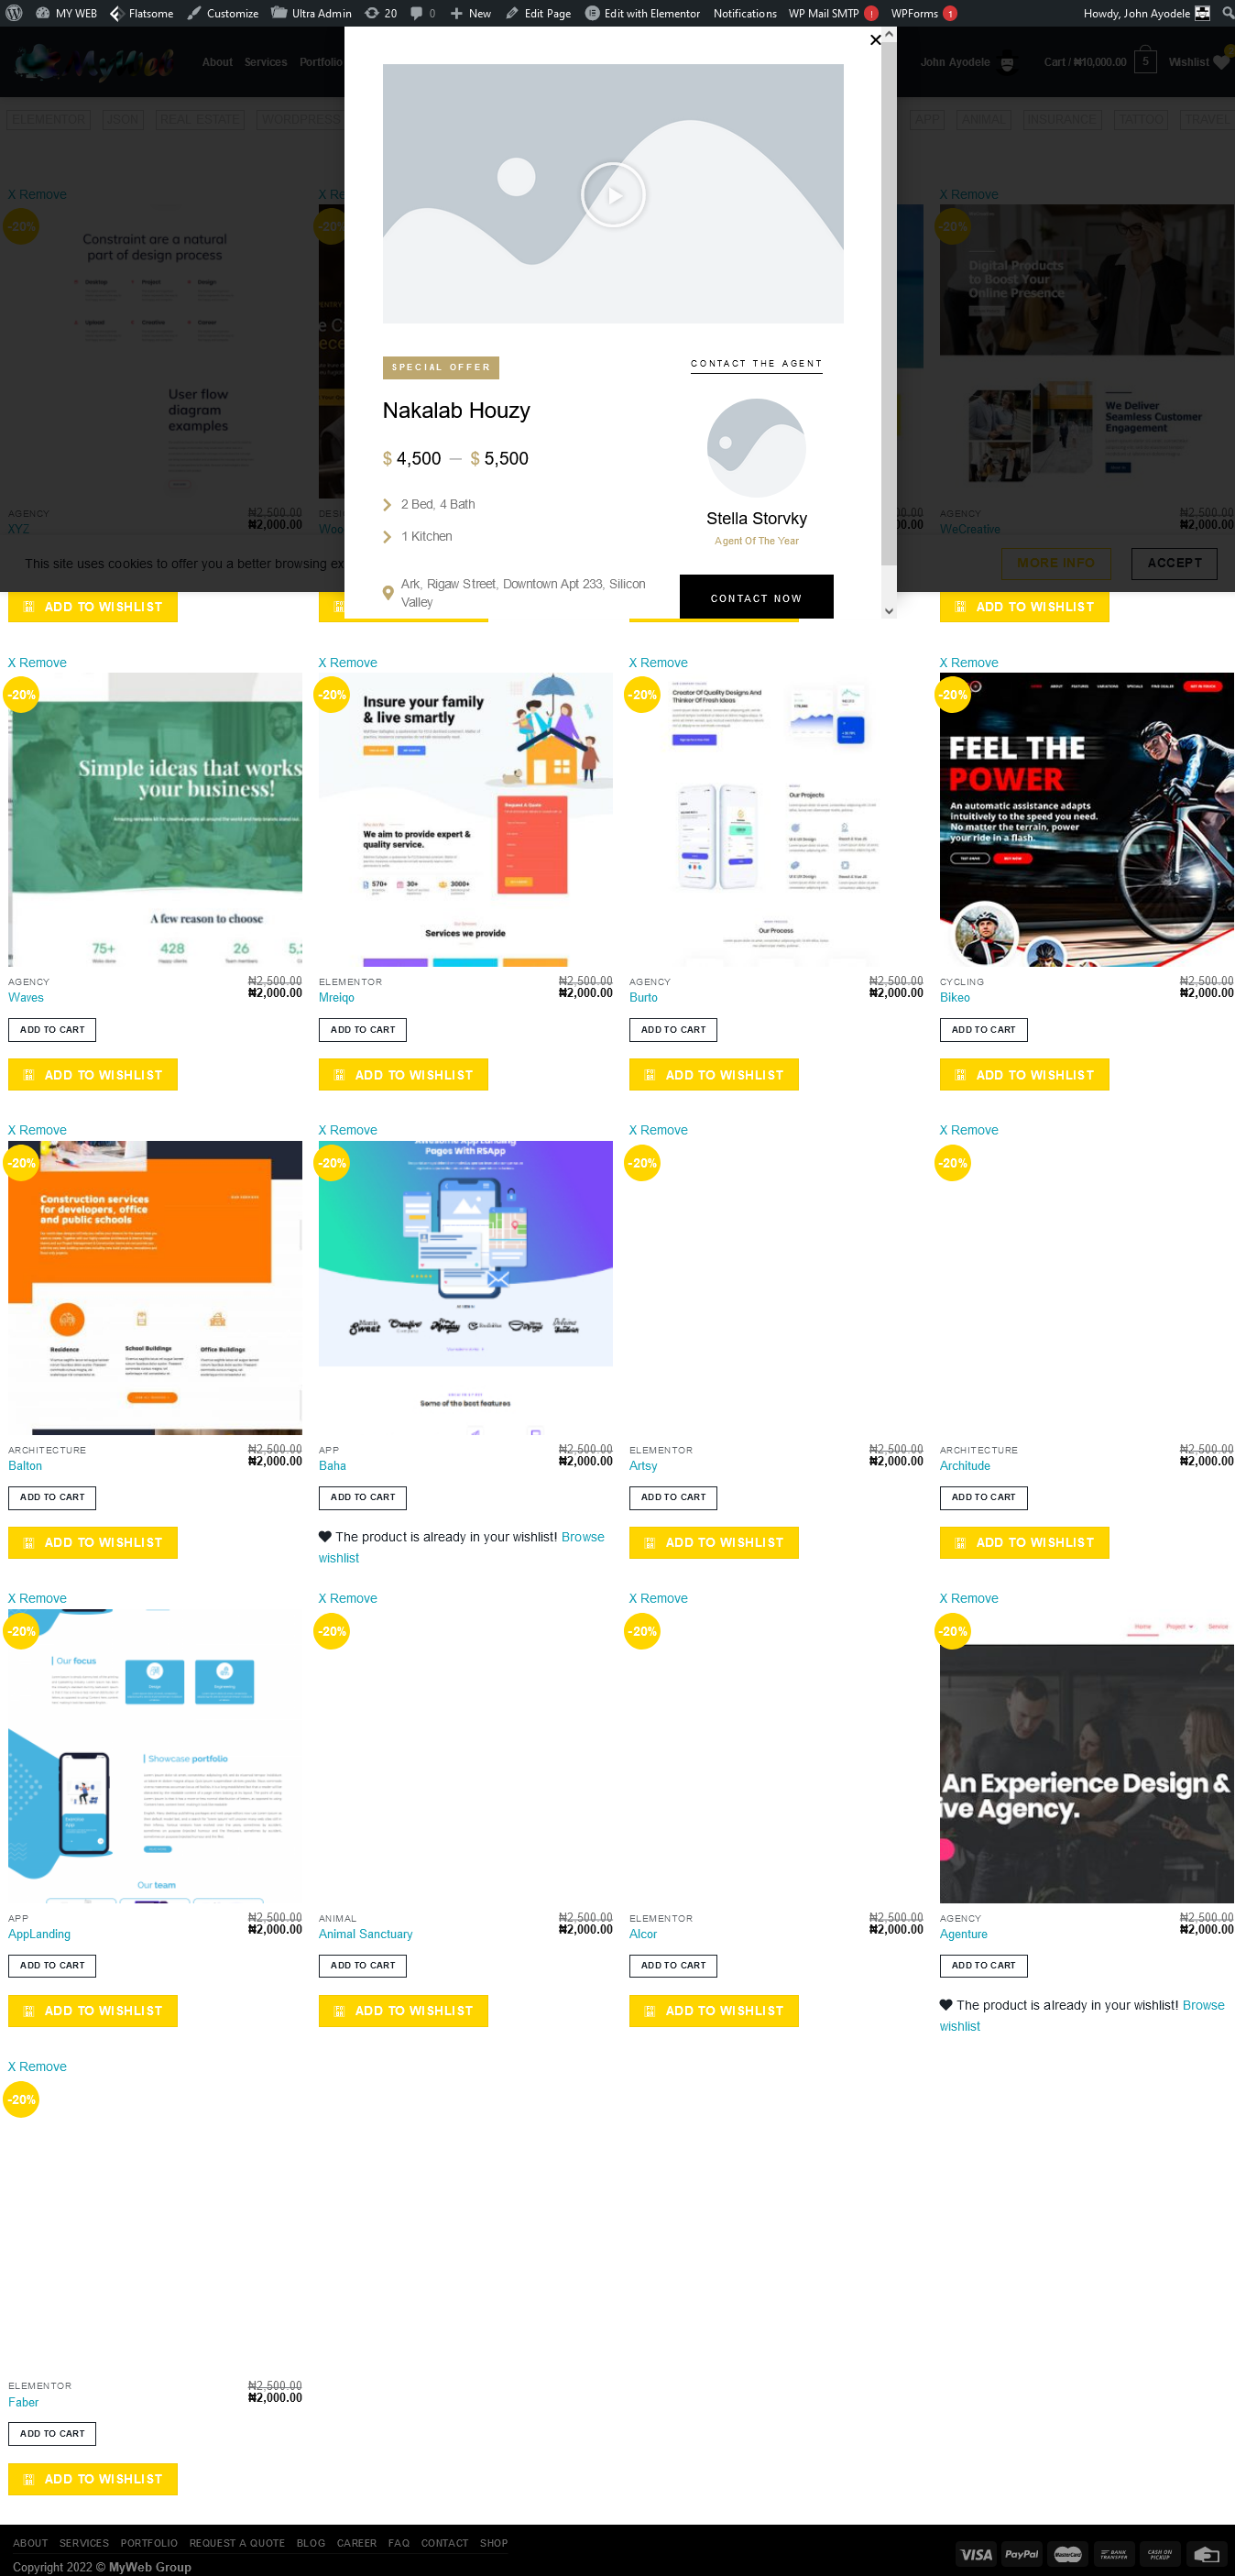 MY WEB Flatsome Customize Ultra Admin 20 0 New Edit Page Edit with Elementor Notifications WP Mail SMTP ! WPForms 1 Howdy, John Ayodele
MyWeb About Services Portfolio John Ayodele Cart / ₦10,000.00 5 Wishlist
ELEMENTOR JSON REAL ESTATE WORDPRESS APP ANIMAL INSURANCE TATTOO TRAVEL
SPECIAL OFFER
Nakalab Houzy
$ 4,500 — $ 5,500
2 Bed, 4 Bath
1 Kitchen
Ark, Rigaw Street, Downtown Apt 233, Silicon
Valley
CONTACT THE AGENT
Stella Storvky
Agent Of The Year
CONTACT NOW
X Remove X Remove
-20% -20%
Constraint are a natural
part of design process
User flow
diagram
examples
Digital Products
to Boost Your
Online Presence
We Deliver
Seamless Customer
Engagement
AGENCY ₦2,500.00 AGENCY ₦2,500.00
XYZ ₦2,000.00 WeCreative ₦2,000.00
This site uses cookies to offer you a better browsing MORE INFO ACCEPT
ADD TO WISHLIST ADD TO WISHLIST
X Remove X Remove X Remove X Remove
-20% -20% -20% -20%
Simple ideas that works
your business!
A few reason to choose
75+ 428 26
Insure your family
& live smartly
Request A Quote
We aim to provide expert &
quality service.
570+ 30+ 3000+
Services we provide
Creator Of Quality Designs And
Thinker Of Fresh Ideas
Our Projects
Our Process
FEEL THE
POWER
An automatic assistance adapts
intuitively to the speed you need.
No matter the terrain, power
your ride in a flash.
AGENCY ₦2,500.00 ELEMENTOR ₦2,500.00 AGENCY ₦2,500.00 CYCLING ₦2,500.00
Waves ₦2,000.00 Mreiqo ₦2,000.00 Burto ₦2,000.00 Bikeo ₦2,000.00
ADD TO CART ADD TO CART ADD TO CART ADD TO CART
ADD TO WISHLIST ADD TO WISHLIST ADD TO WISHLIST ADD TO WISHLIST
X Remove X Remove X Remove X Remove
-20% -20% -20% -20%
Construction services
for developers, office
and public schools
Residence School Buildings Office Buildings
Awesome App Landing
Pages With RSApp
Some of the best features
ARCHITECTURE ₦2,500.00 APP ₦2,500.00 ELEMENTOR ₦2,500.00 ARCHITECTURE ₦2,500.00
Balton ₦2,000.00 Baha ₦2,000.00 Artsy ₦2,000.00 Architude ₦2,000.00
ADD TO CART ADD TO CART ADD TO CART ADD TO CART
ADD TO WISHLIST The product is already in your wishlist! Browse ADD TO WISHLIST ADD TO WISHLIST
wishlist
X Remove X Remove X Remove X Remove
-20% -20% -20% -20%
Our focus
Showcase portfolio
Our team
Home Project Service
An Experience Design &
ive Agency.
APP ₦2,500.00 ANIMAL ₦2,500.00 ELEMENTOR ₦2,500.00 AGENCY ₦2,500.00
AppLanding ₦2,000.00 Animal Sanctuary ₦2,000.00 Alcor ₦2,000.00 Agenture ₦2,000.00
ADD TO CART ADD TO CART ADD TO CART ADD TO CART
ADD TO WISHLIST ADD TO WISHLIST ADD TO WISHLIST The product is already in your wishlist! Browse
wishlist
X Remove
-20%
ELEMENTOR ₦2,500.00
Faber ₦2,000.00
ADD TO CART
ADD TO WISHLIST
ABOUT SERVICES PORTFOLIO REQUEST A QUOTE BLOG CAREER FAQ CONTACT SHOP
Copyright 2022 © MyWeb Group
VISA PayPal MasterCard BANK TRANSFER CASH ON PICKUP